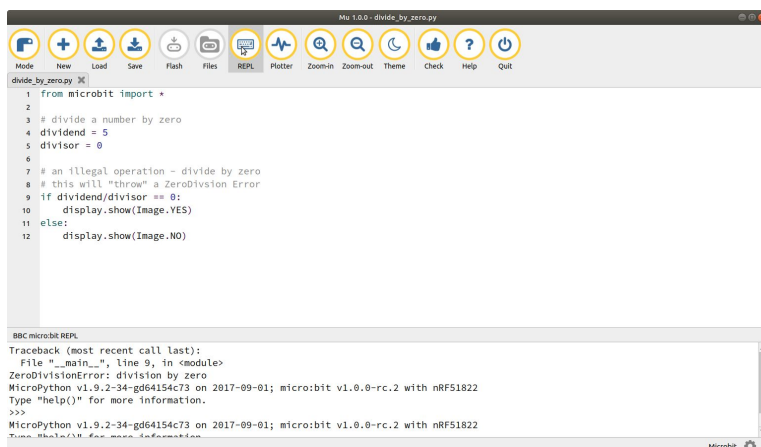 Mu 1.0.0 - divide_by_zero.py
Mode New Load Save Flash Files REPL Plotter Zoom-in Zoom-out Theme Check Help Quit
divide_by_zero.py
1 from microbit import *
2
3 # divide a number by zero
4 dividend = 5
5 divisor = 0
6
7 # an illegal operation - divide by zero
8 # this will "throw" a ZeroDivsion Error
9 if dividend/divisor == 0:
10     display.show(Image.YES)
11 else:
12     display.show(Image.NO)
BBC micro:bit REPL
Traceback (most recent call last):
  File "__main__", line 9, in <module>
ZeroDivisionError: division by zero
MicroPython v1.9.2-34-gd64154c73 on 2017-09-01; micro:bit v1.0.0-rc.2 with nRF51822
Type "help()" for more information.
>>>
MicroPython v1.9.2-34-gd64154c73 on 2017-09-01; micro:bit v1.0.0-rc.2 with nRF51822
Type "help()" for more information
Microbit